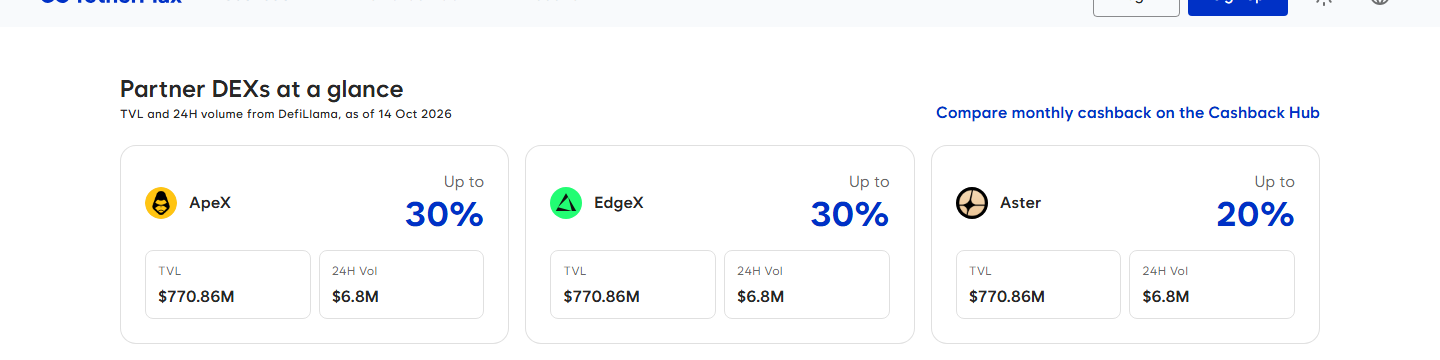 Partner DEXs at a glance
TVL and 24H volume from DefiLlama, as of 14 Oct 2026
Compare monthly cashback on the Cashback Hub
ApeX
Up to
30%
TVL
$770.86M
24H Vol
$6.8M
EdgeX
Up to
30%
TVL
$770.86M
24H Vol
$6.8M
Aster
Up to
20%
TVL
$770.86M
24H Vol
$6.8M